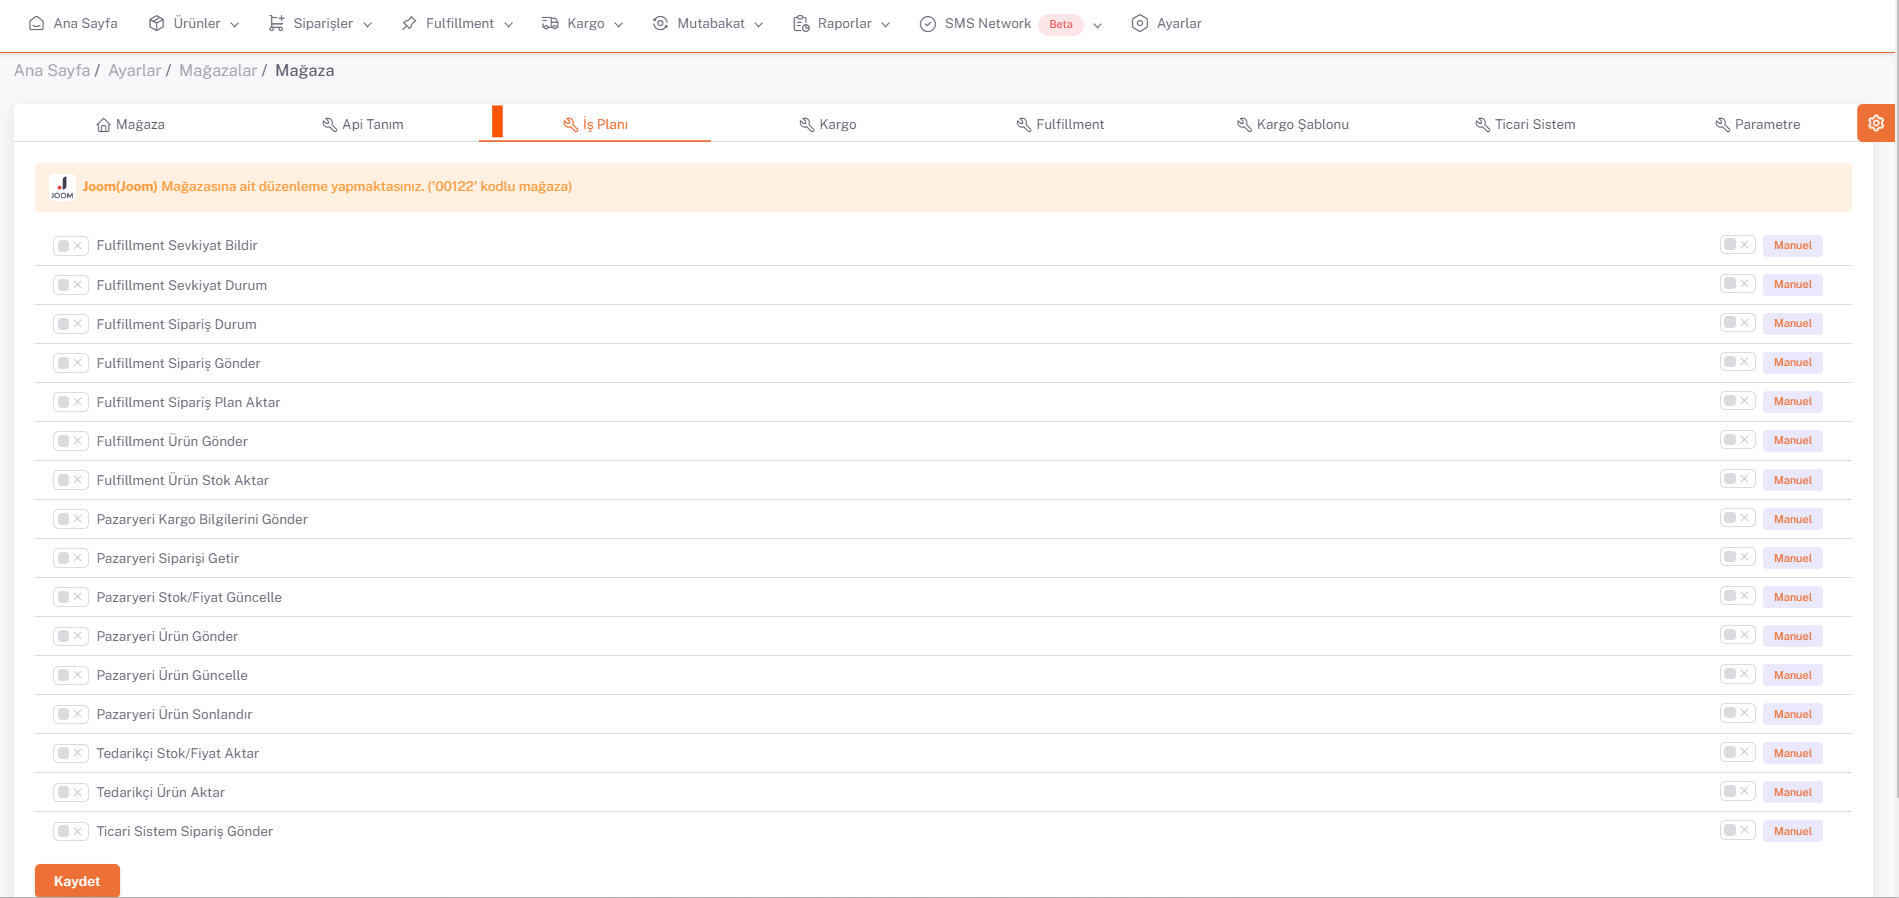 Ana Sayfa Ürünler Siparişler Fulfillment Kargo Mutabakat Raporlar SMS Network Beta Ayarlar
Ana Sayfa / Ayarlar / Mağazalar / Mağaza
Mağaza Api Tanım İş Planı Kargo Fulfillment Kargo Şablonu Ticari Sistem Parametre
JOOM Joom(Joom) Mağazasına ait düzenleme yapmaktasınız. ('00122' kodlu mağaza)
Fulfillment Sevkiyat Bildir Manuel
Fulfillment Sevkiyat Durum Manuel
Fulfillment Sipariş Durum Manuel
Fulfillment Sipariş Gönder Manuel
Fulfillment Sipariş Plan Aktar Manuel
Fulfillment Ürün Gönder Manuel
Fulfillment Ürün Stok Aktar Manuel
Pazaryeri Kargo Bilgilerini Gönder Manuel
Pazaryeri Siparişi Getir Manuel
Pazaryeri Stok/Fiyat Güncelle Manuel
Pazaryeri Ürün Gönder Manuel
Pazaryeri Ürün Güncelle Manuel
Pazaryeri Ürün Sonlandır Manuel
Tedarikçi Stok/Fiyat Aktar Manuel
Tedarikçi Ürün Aktar Manuel
Ticari Sistem Sipariş Gönder Manuel
Kaydet